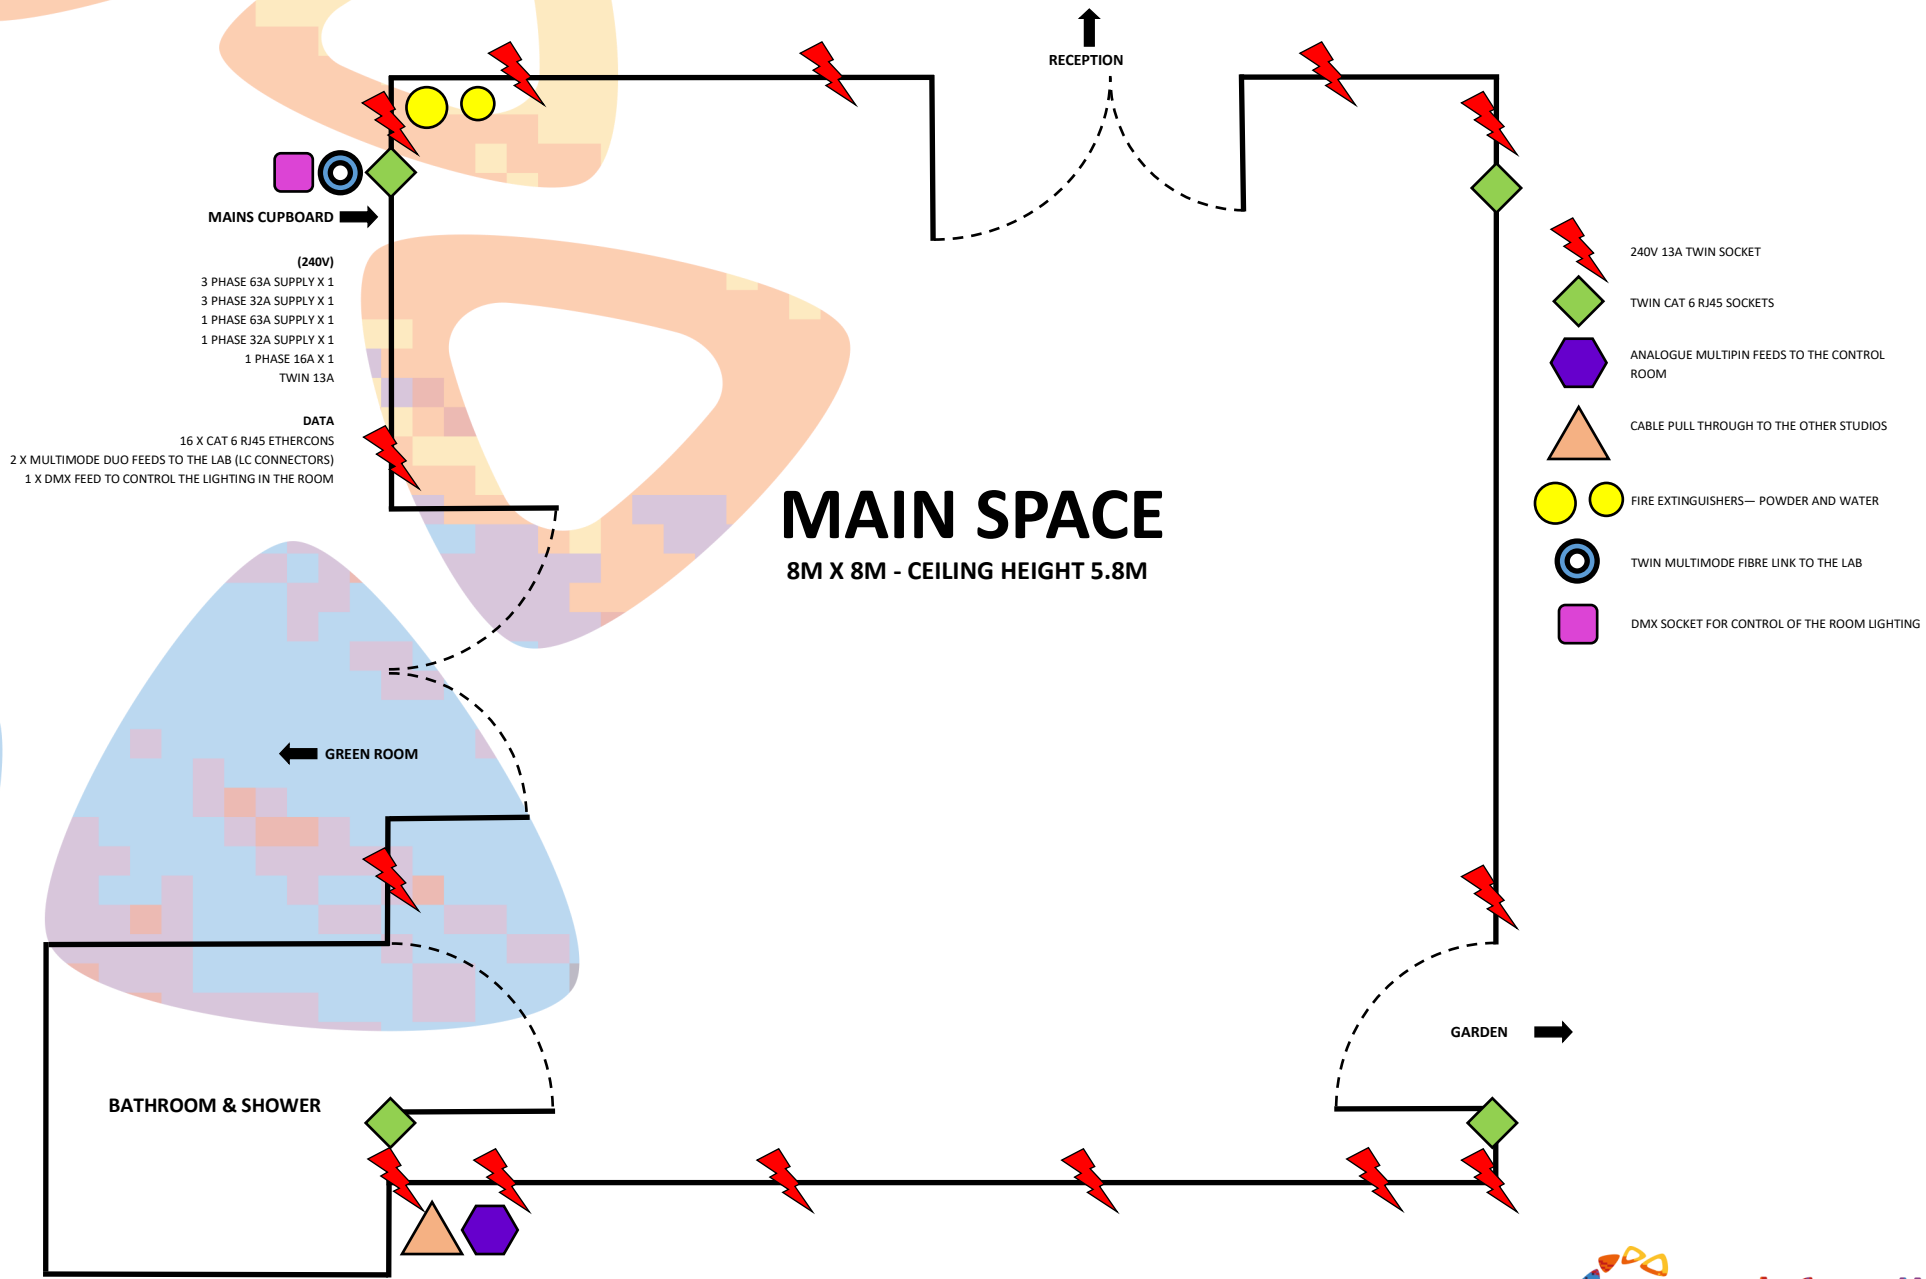 RECEPTION
MAINS CUPBOARD
(240V)
3 PHASE 63A SUPPLY X 1
3 PHASE 32A SUPPLY X 1
1 PHASE 63A SUPPLY X 1
1 PHASE 32A SUPPLY X 1
1 PHASE 16A X 1
TWIN 13A
DATA
16 X CAT 6 RJ45 ETHERCONS
2 X MULTIMODE DUO FEEDS TO THE LAB (LC CONNECTORS)
1 X DMX FEED TO CONTROL THE LIGHTING IN THE ROOM
MAIN SPACE
8M X 8M - CEILING HEIGHT 5.8M
240V 13A TWIN SOCKET
TWIN CAT 6 RJ45 SOCKETS
ANALOGUE MULTIPIN FEEDS TO THE CONTROL
ROOM
CABLE PULL THROUGH TO THE OTHER STUDIOS
FIRE EXTINGUISHERS— POWDER AND WATER
TWIN MULTIMODE FIBRE LINK TO THE LAB
DMX SOCKET FOR CONTROL OF THE ROOM LIGHTING
GREEN ROOM
GARDEN
BATHROOM & SHOWER